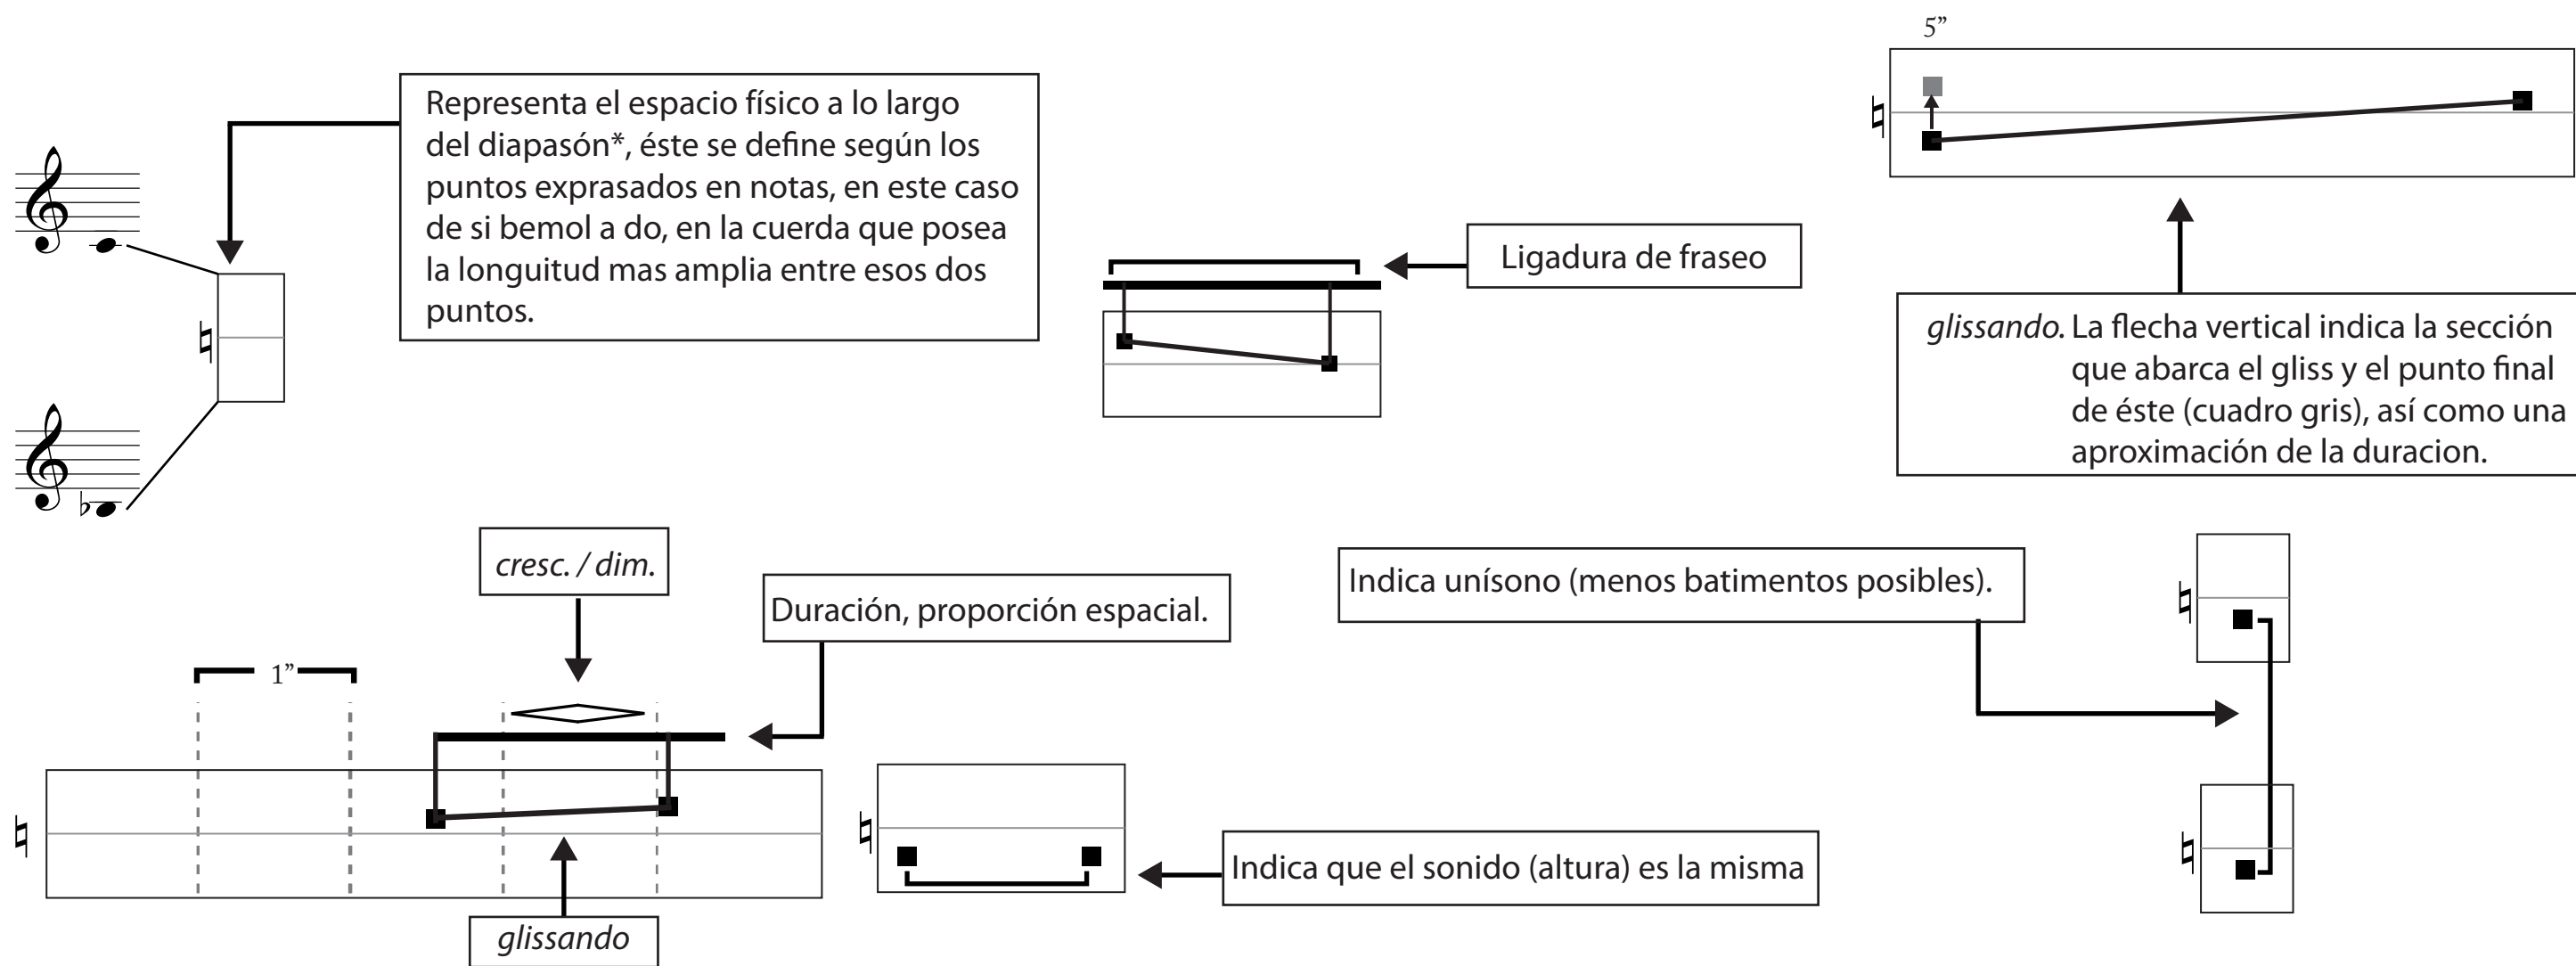 5”
Representa el espacio físico a lo largo
del diapasón*, éste se define según los
puntos exprasados en notas, en este caso
de si bemol a do, en la cuerda que posea
la longuitud mas amplia entre esos dos
puntos.
Ligadura de fraseo
glissando. La flecha vertical indica la sección
que abarca el gliss y el punto final
de éste (cuadro gris), así como una
aproximación de la duracion.
cresc. / dim.
Duración, proporción espacial.
Indica unísono (menos batimentos posibles).
1”
Indica que el sonido (altura) es la misma
glissando